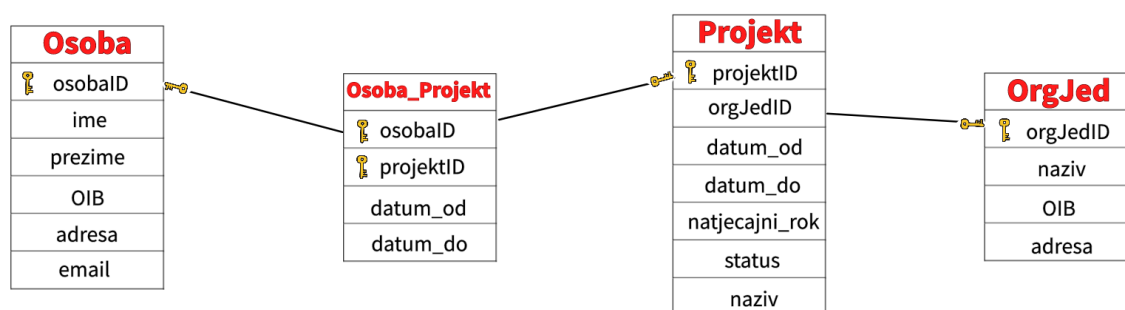 Osoba
osobaID
ime
prezime
OIB
adresa
email
Osoba_Projekt
osobaID
projektID
datum_od
datum_do
Projekt
projektID
orgJedID
datum_od
datum_do
natjecajni_rok
status
naziv
OrgJed
orgJedID
naziv
OIB
adresa